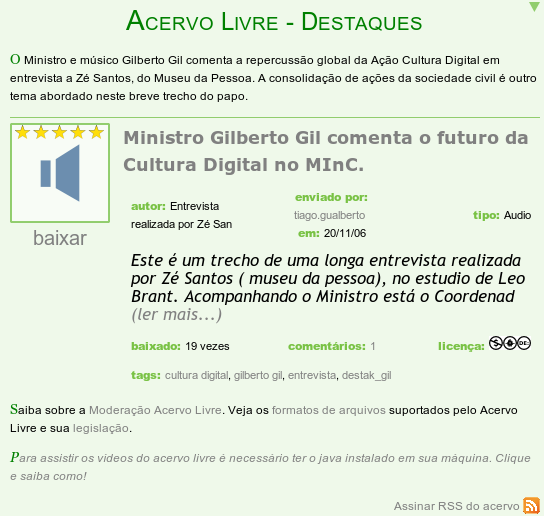 Acervo Livre - Destaques
O Ministro e músico Gilberto Gil comenta a repercussão global da Ação Cultura Digital em
entrevista a Zé Santos, do Museu da Pessoa. A consolidação de ações da sociedade civil é outro
tema abordado neste breve trecho do papo.
Ministro Gilberto Gil comenta o futuro da
Cultura Digital no MInC.
baixar
autor: Entrevista
realizada por Zé San
enviado por:
tiago.gualberto
em: 20/11/06
tipo: Audio
Este é um trecho de uma longa entrevista realizada
por Zé Santos ( museu da pessoa), no estudio de Leo
Brant. Acompanhando o Ministro está o Coordenad
(ler mais...)
baixado: 19 vezes
comentários: 1
licença:
tags: cultura digital, gilberto gil, entrevista, destak_gil
Saiba sobre a Moderação Acervo Livre. Veja os formatos de arquivos suportados pelo Acervo
Livre e sua legislação.
Para assistir os videos do acervo livre é necessário ter o java instalado em sua máquina. Clique
e saiba como!
Assinar RSS do acervo